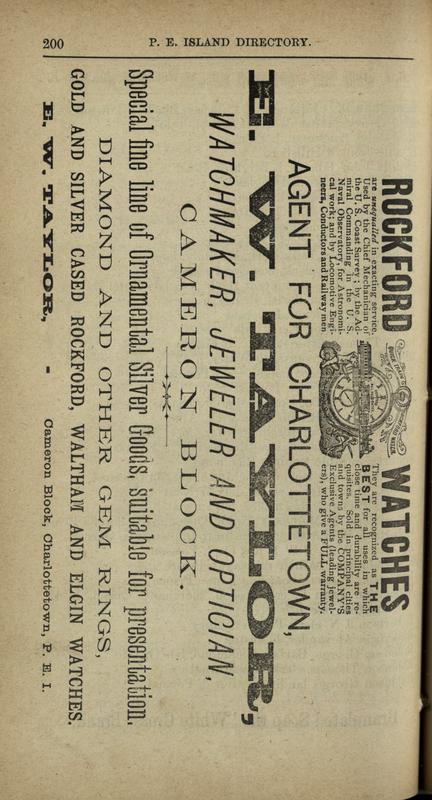 200 P. E. ISLAND DIRECTORY.
ROCKFORD WATCHES
are unequalled in exacting service.
Used by the Chief Mechanician of
the U. S. Coast Survey; by the Ad-
miral Commanding in the U. S.
Naval Observatory, for Astronomi-
cal work; and by Locomotive Engi-
neers, Conductors and Railway men
They are recognized as THE
BEST for all uses in which
close time and durability are re-
quisites. Sold in principal cities
and towns by the COMPANY'S
Exclusive Agents (leading jewel-
ers), who give a FULL warranty.
AGENT FOR CHARLOTTETOWN,
E. W. TAYLOR,
WATCHMAKER, JEWELER AND OPTICIAN,
CAMERON BLOCK.
Special fine line of Ornamental Silver Goods, suitable for presentation.
DIAMOND AND OTHER GEM RINGS,
GOLD AND SILVER CASED ROCKFORD, WALTHAM AND ELGIN WATCHES.
E. W. TAYLOR, - Cameron Block, Charlottetown, P. E. I.